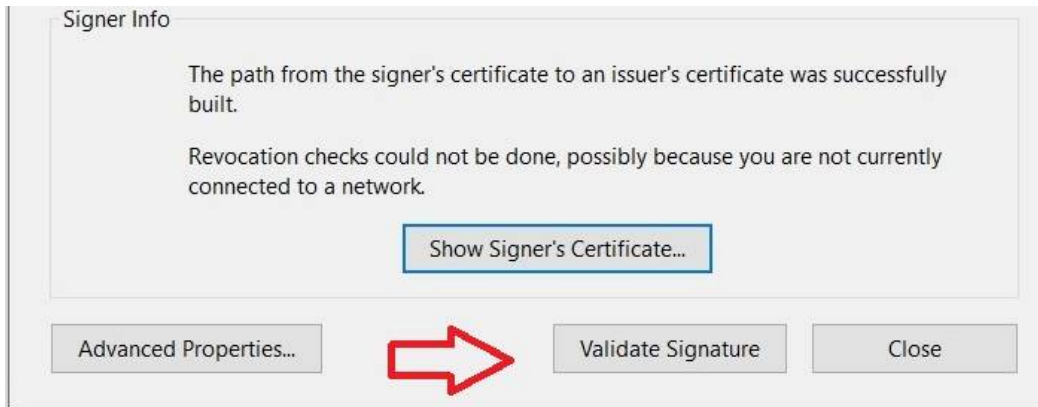 Signer Info
The path from the signer's certificate to an issuer's certificate was successfully
built.
Revocation checks could not be done, possibly because you are not currently
connected to a network.
Show Signer's Certificate...
Advanced Properties...
Validate Signature
Close